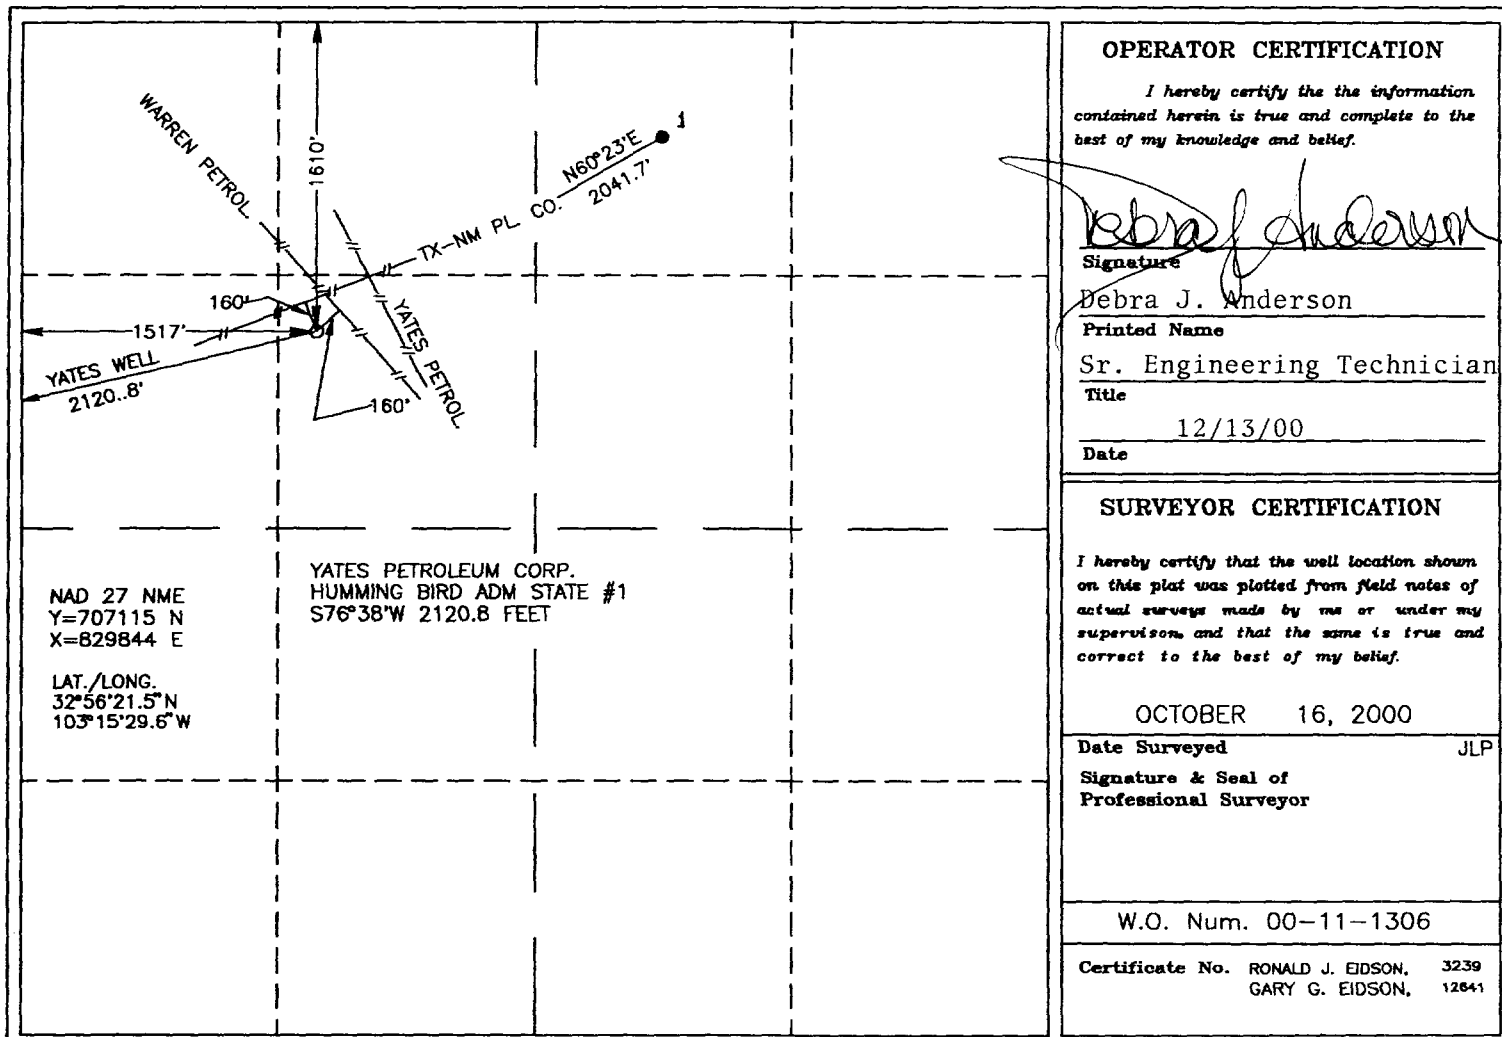 WARREN PETROL.
1610'
1
N60°23'E
2041.7'
TX-NM PL. CO.
160'
1517'
YATES WELL
2120..8'
YATES PETROL.
160'
NAD 27 NME
Y=707115 N
X=829844 E
LAT./LONG.
32°56'21.5"N
103°15'29.6"W
YATES PETROLEUM CORP.
HUMMING BIRD ADM STATE #1
S76°38'W 2120.8 FEET
OPERATOR CERTIFICATION
I hereby certify the the information
contained herein is true and complete to the
best of my knowledge and belief.
Debra J Anderson
Signature
Debra J. Anderson
Printed Name
Sr. Engineering Technician
Title
12/13/00
Date
SURVEYOR CERTIFICATION
I hereby certify that the well location shown
on this plat was plotted from field notes of
actual surveys made by me or under my
supervison, and that the same is true and
correct to the best of my belief.
OCTOBER 16, 2000
Date Surveyed JLP
Signature & Seal of
Professional Surveyor
W.O. Num. 00-11-1306
Certificate No. RONALD J. EIDSON, 3239
GARY G. EIDSON, 12641